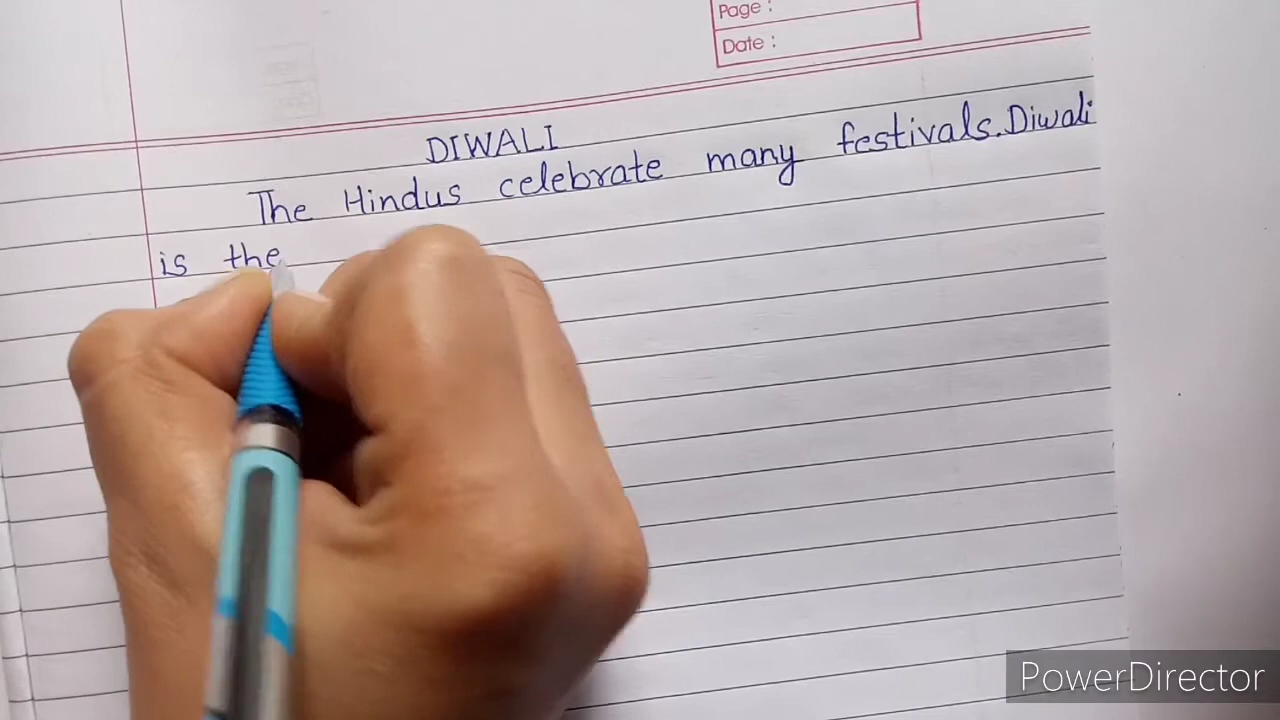 Page :
Date :
DIWALI
The Hindus celebrate many festivals. Diwali
is the
PowerDirector